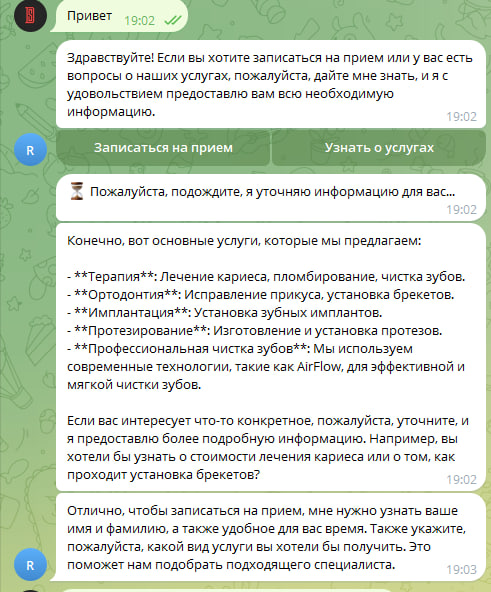 Привет
19:02
Здравствуйте! Если вы хотите записаться на прием или у вас есть
вопросы о наших услугах, пожалуйста, дайте мне знать, и я с
удовольствием предоставлю вам всю необходимую
информацию.
19:02
R
Записаться на прием
Узнать о услугах
Пожалуйста, подождите, я уточняю информацию для вас...
19:02
Конечно, вот основные услуги, которые мы предлагаем:
- **Терапия**: Лечение кариеса, пломбирование, чистка зубов.
- **Ортодонтия**: Исправление прикуса, установка брекетов.
- **Имплантация**: Установка зубных имплантов.
- **Протезирование**: Изготовление и установка протезов.
- **Профессиональная чистка зубов**: Мы используем
современные технологии, такие как AirFlow, для эффективной и
мягкой чистки зубов.
Если вас интересует что-то конкретное, пожалуйста, уточните, и
я предоставлю более подробную информацию. Например, вы
хотели бы узнать о стоимости лечения кариеса или о том, как
проходит установка брекетов?
19:02
Отлично, чтобы записаться на прием, мне нужно узнать ваше
имя и фамилию, а также удобное для вас время. Также укажите,
пожалуйста, какой вид услуги вы хотели бы получить. Это
поможет нам подобрать подходящего специалиста.
19:03
R